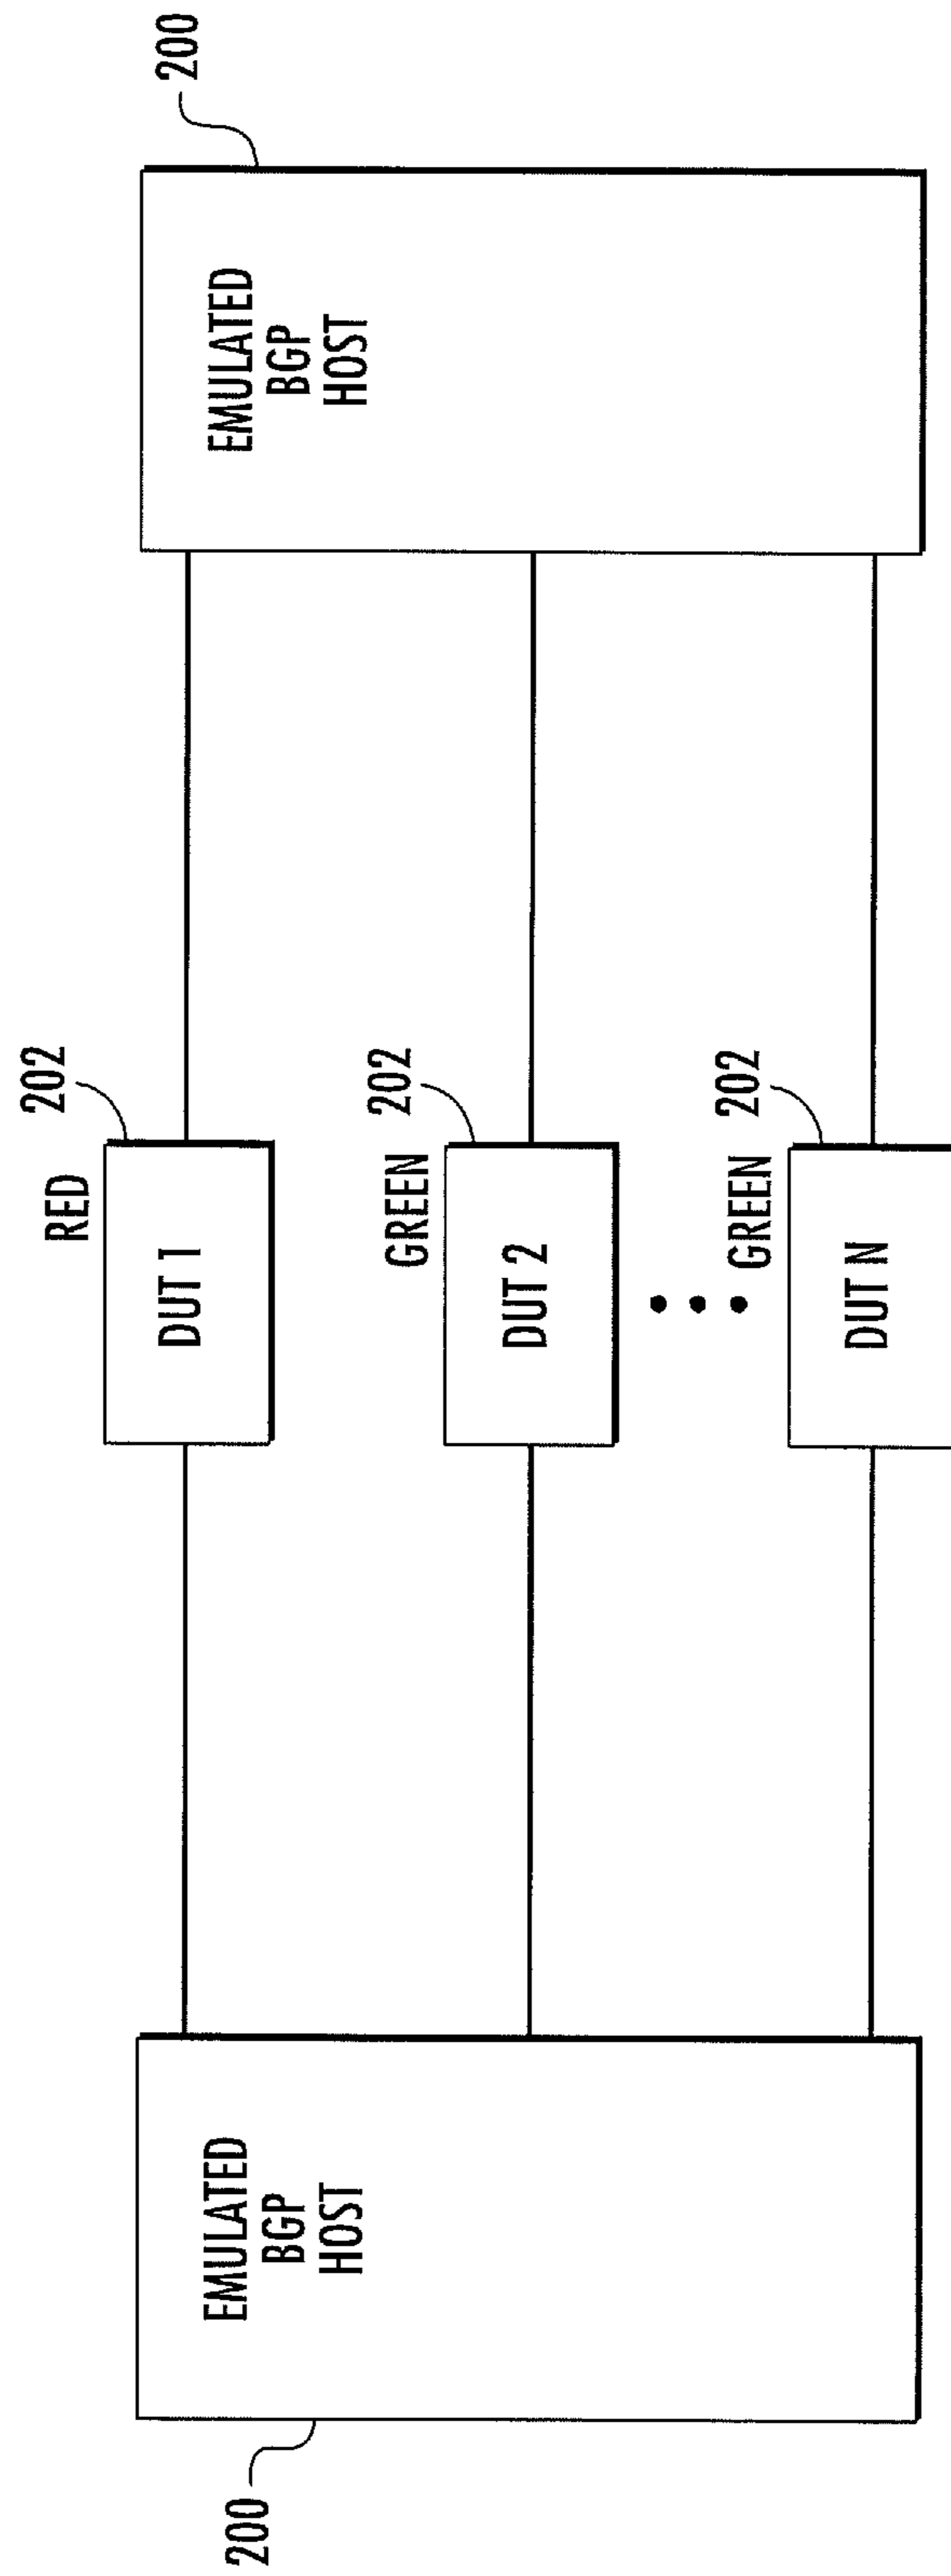 200
EMULATED
BGP
HOST
RED
202
DUT 1
GREEN
202
DUT 2
GREEN
202
DUT N
EMULATED
BGP
HOST
200